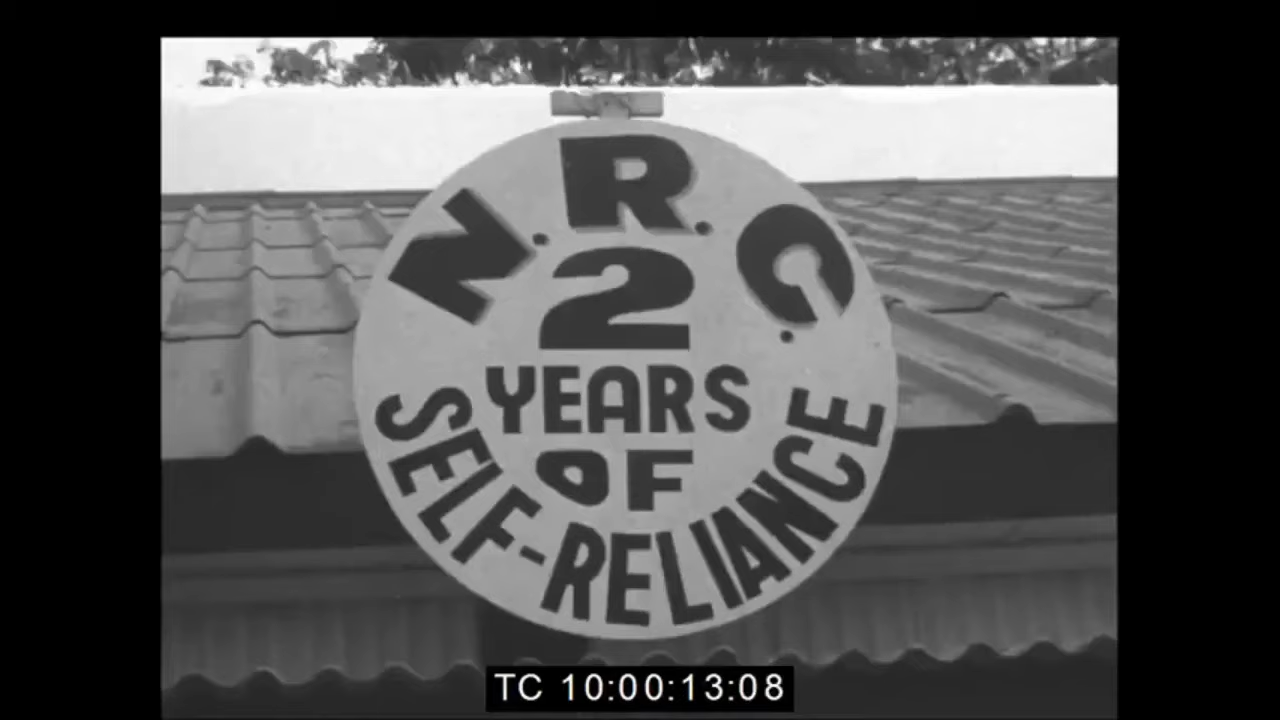 N.R.C.
2
YEARS
OF
SELF-RELIANCE
TC 10:00:13:08